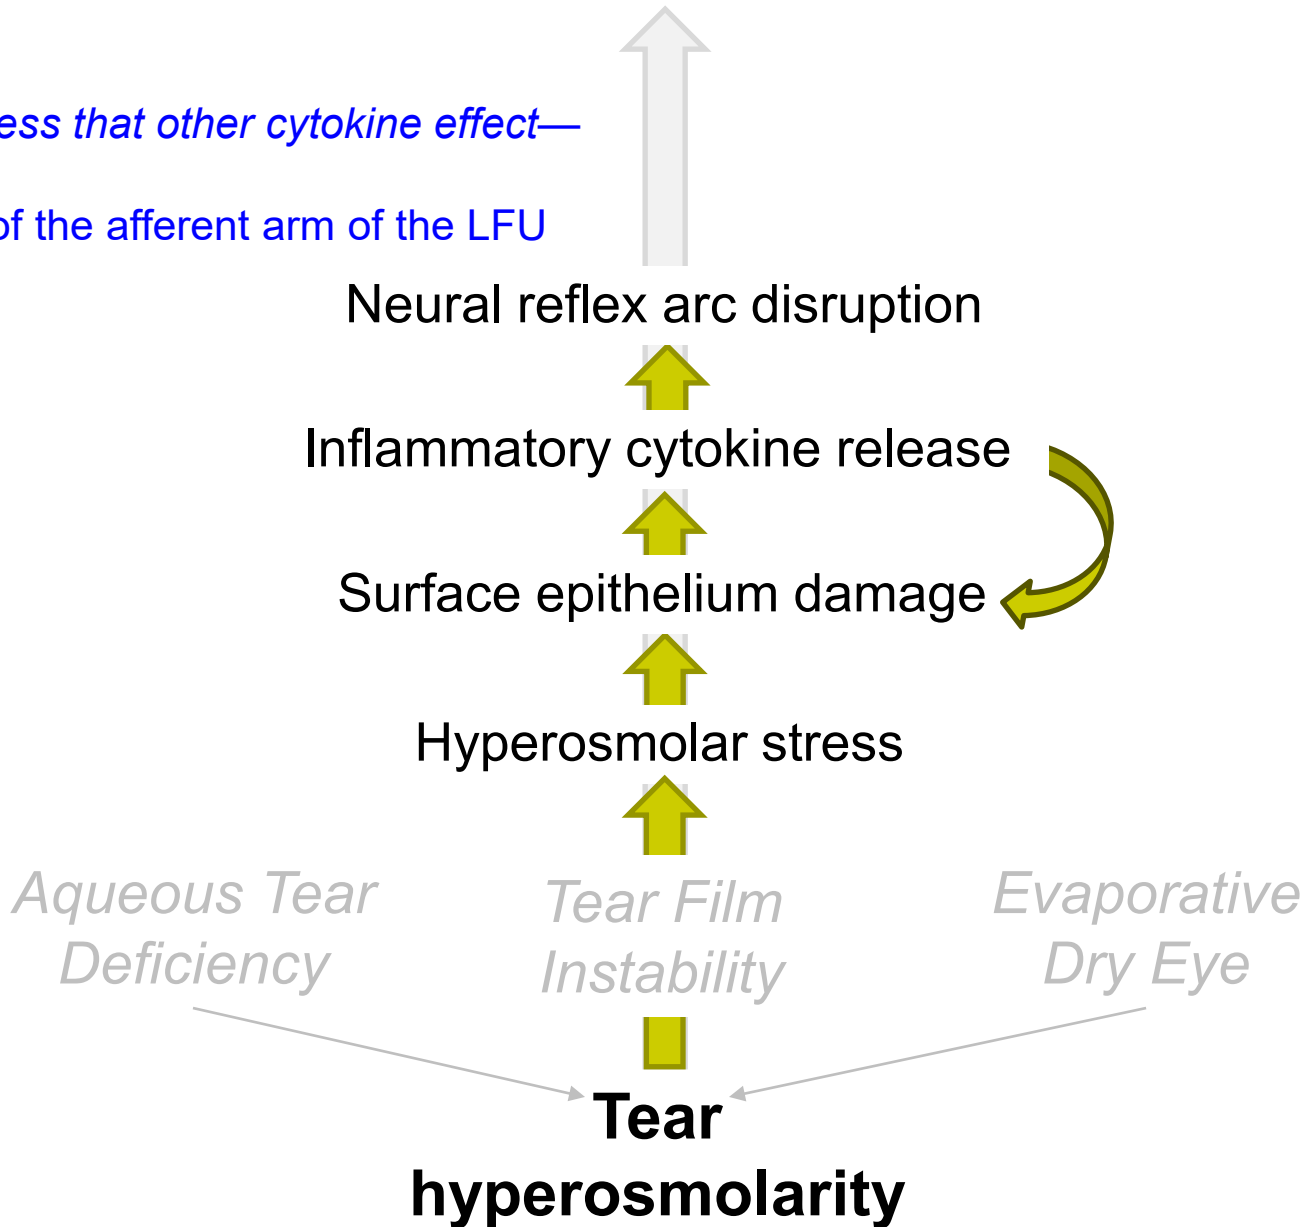 ess that other cytokine effect—
of the afferent arm of the LFU
Neural reflex arc disruption
Inflammatory cytokine release
Surface epithelium damage
Hyperosmolar stress
Aqueous Tear
Deficiency
Tear Film
Instability
Evaporative
Dry Eye
Tear
hyperosmolarity